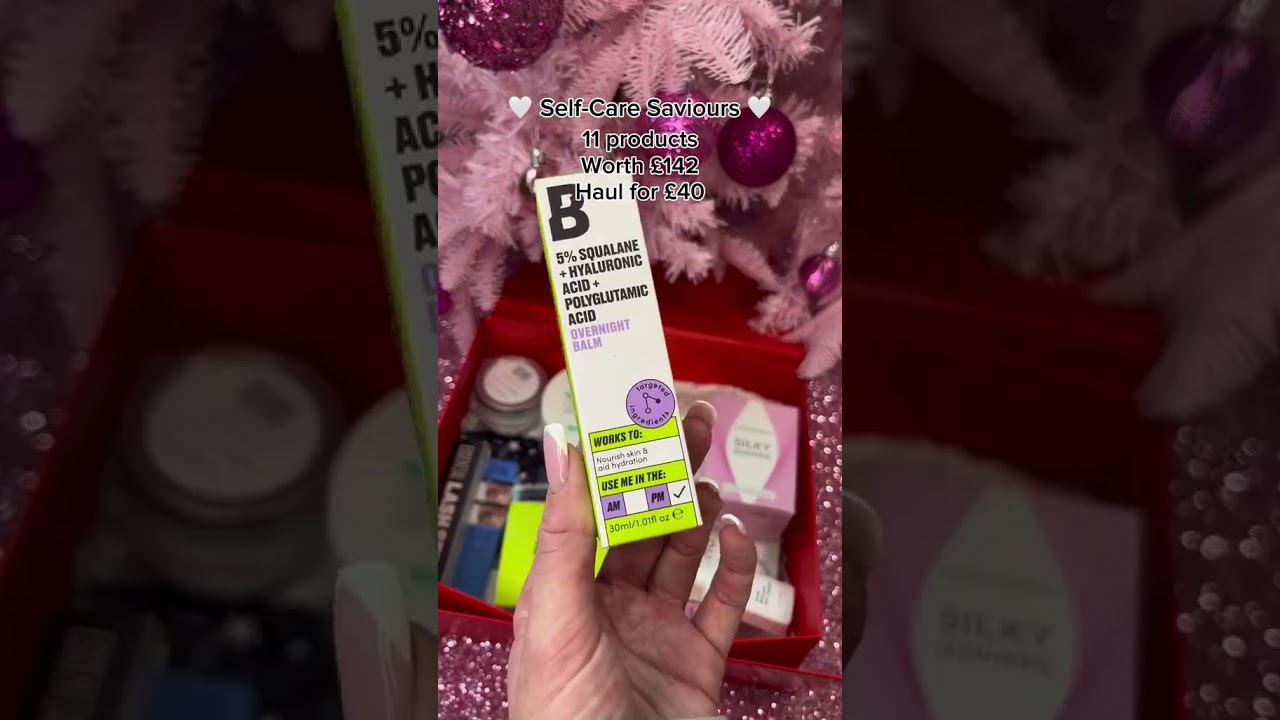 🤍 Self-Care Saviours 🤍
11 products
Worth £142
Haul for £40
B
5% SQUALANE
+ HYALURONIC
ACID +
POLYGLUTAMIC
ACID
OVERNIGHT
BALM
targeted
ingredients
WORKS TO:
Nourish skin &
aid hydration
USE ME IN THE:
AM PM ✓
30ml/1.01fl oz ℮
SILKY